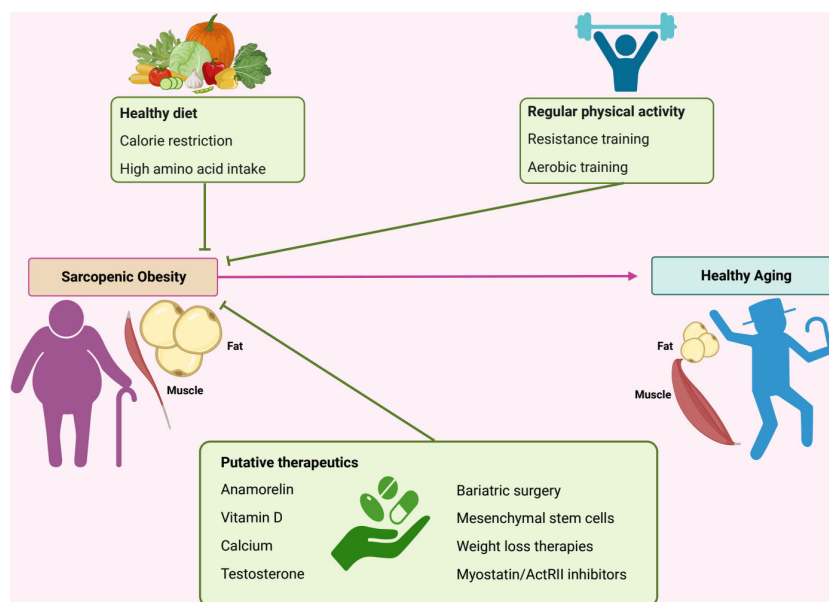 Healthy diet
Calorie restriction
High amino acid intake
Regular physical activity
Resistance training
Aerobic training
Sarcopenic Obesity
Healthy Aging
Fat
Muscle
Fat
Muscle
Putative therapeutics
Anamorelin
Vitamin D
Calcium
Testosterone
Bariatric surgery
Mesenchymal stem cells
Weight loss therapies
Myostatin/ActRII inhibitors